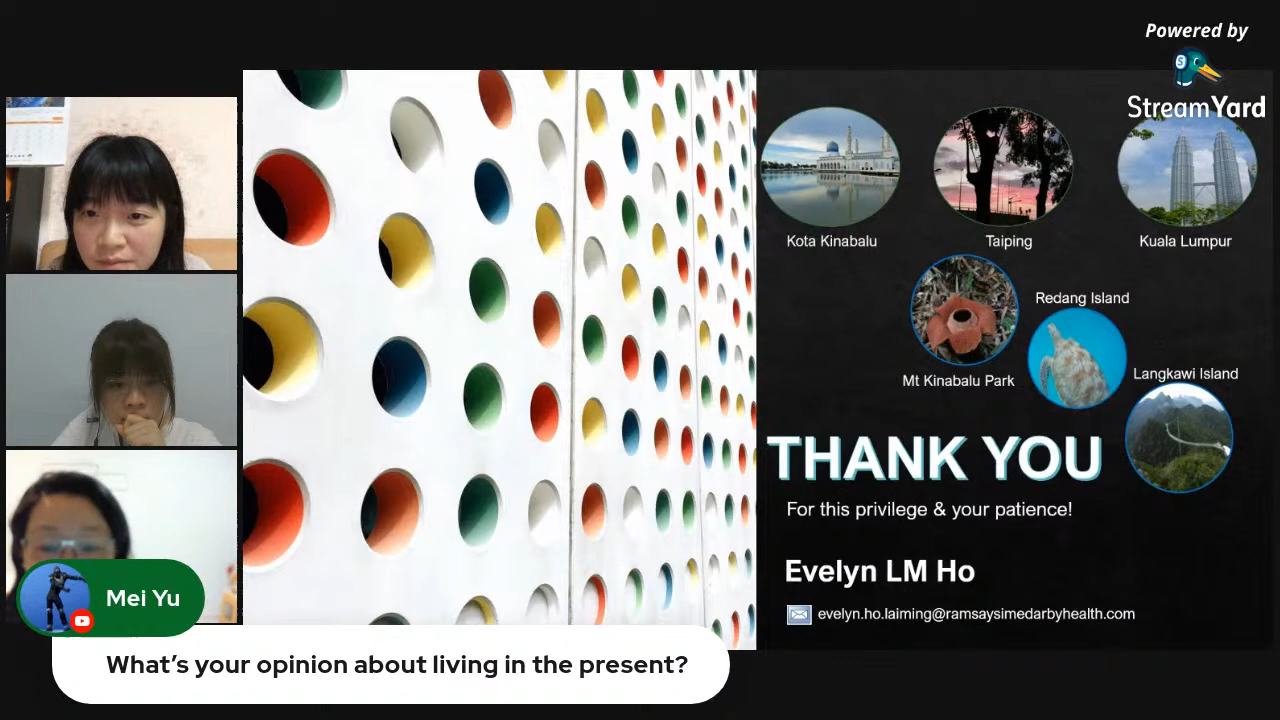 Powered by
StreamYard
Kota Kinabalu
Taiping
Kuala Lumpur
Redang Island
Mt Kinabalu Park
Langkawi Island
THANK YOU
For this privilege & your patience!
Evelyn LM Ho
evelyn.ho.laiming@ramsaysimedarbyhealth.com
Mei Yu
What's your opinion about living in the present?